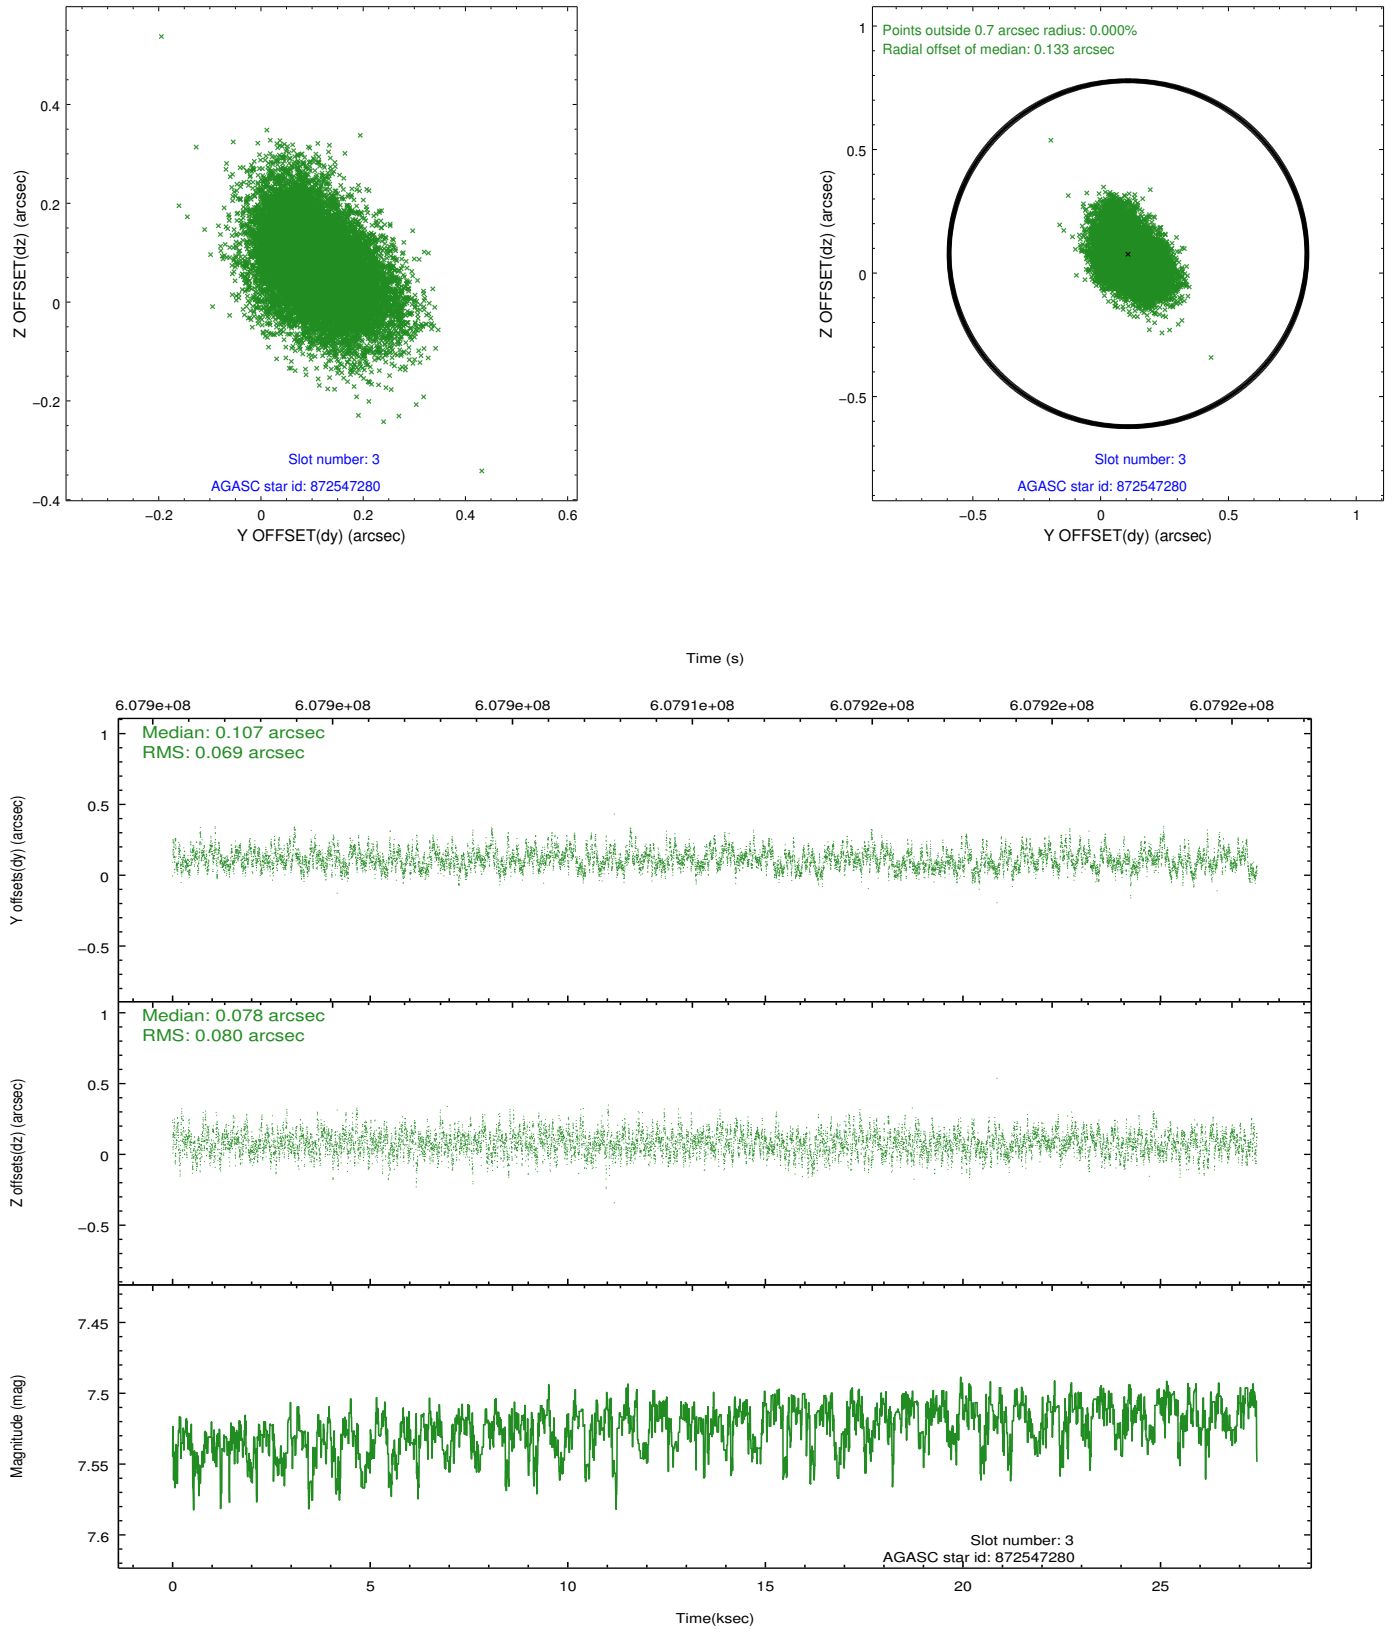 0.4
0.2
0
−0.2
−0.4
−0.2
0
0.2
0.4
0.6
Z OFFSET(dz) (arcsec)
Y OFFSET(dy) (arcsec)
Slot number: 3
AGASC star id: 872547280
Points outside 0.7 arcsec radius: 0.000%
Radial offset of median: 0.133 arcsec
1
0.5
0
−0.5
−0.5
0
0.5
1
Z OFFSET(dz) (arcsec)
Y OFFSET(dy) (arcsec)
Slot number: 3
AGASC star id: 872547280
Time (s)
6.079e+08
6.079e+08
6.079e+08
6.0791e+08
6.0792e+08
6.0792e+08
6.0792e+08
Median: 0.107 arcsec
RMS: 0.069 arcsec
1
0.5
0
−0.5
Y offsets(dy) (arcsec)
Median: 0.078 arcsec
RMS: 0.080 arcsec
1
0.5
0
−0.5
Z offsets(dz) (arcsec)
7.45
7.5
7.55
7.6
Magnitude (mag)
Slot number: 3
AGASC star id: 872547280
0
5
10
15
20
25
Time(ksec)